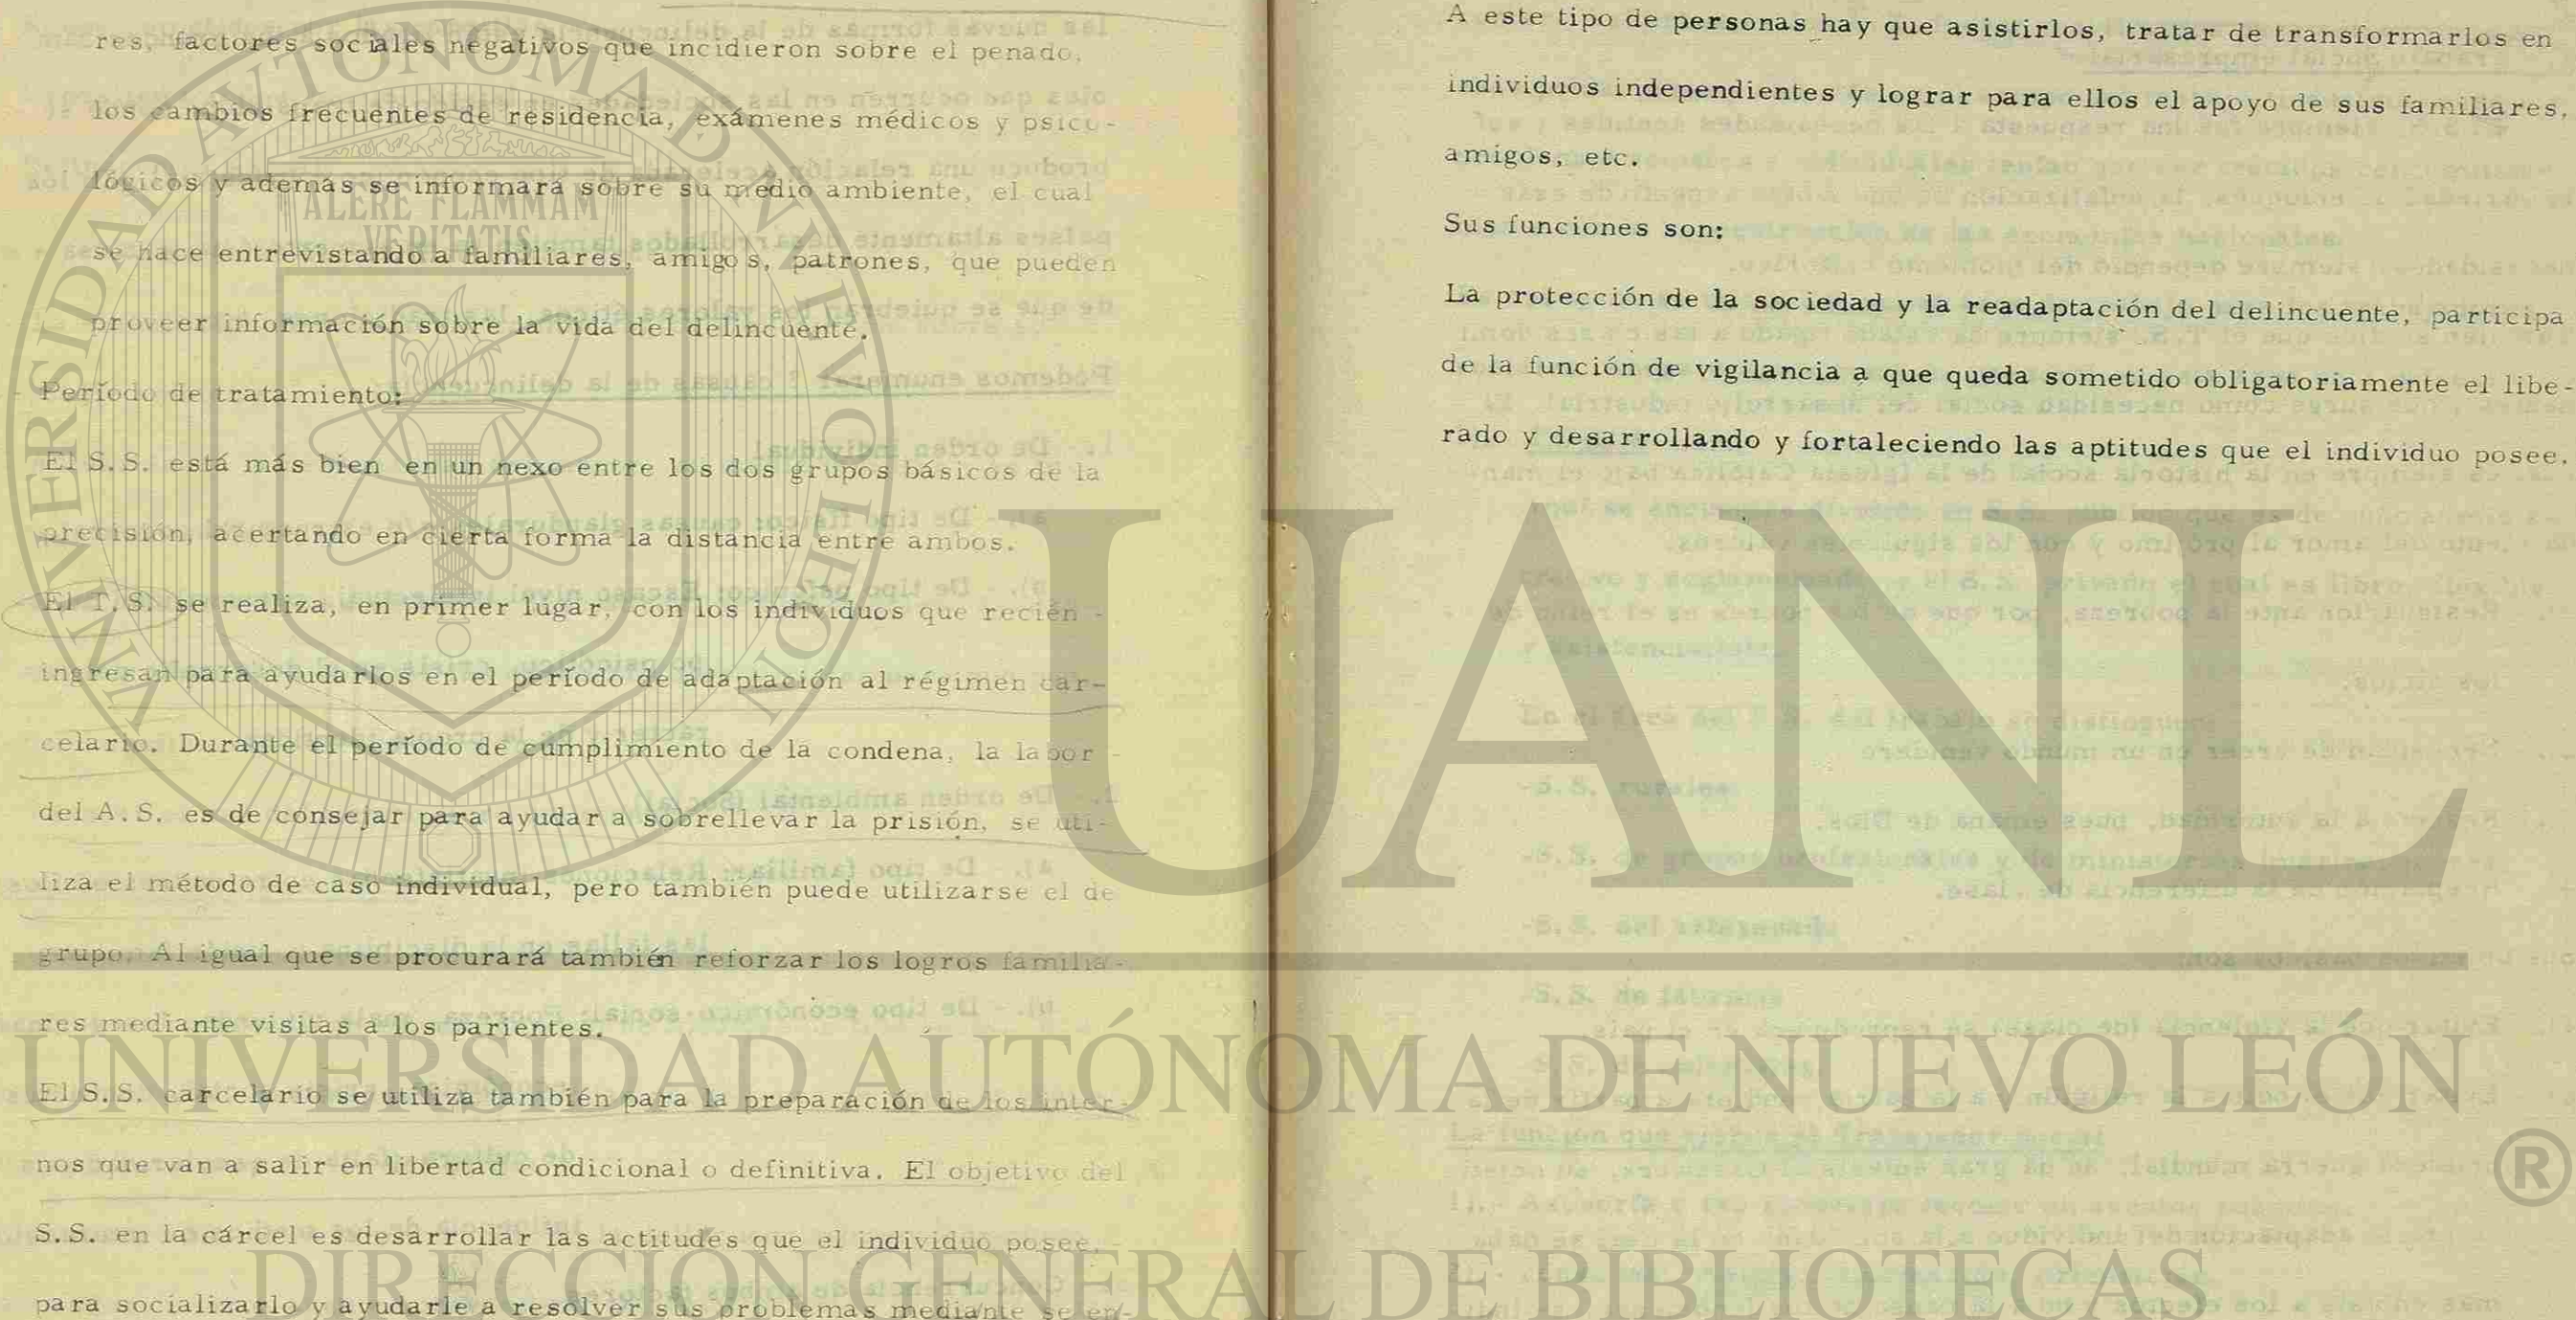 res, factores sociales negativos que incidieron sobre el penado,
los cambios frecuentes de residencia, exámenes médicos y psico-
lógicos y además se informará sobre su medio ambiente, el cual
se hace entrevistando a familiares, amigos, patrones, que pueden
proveer información sobre la vida del delincuente.
Período de tratamiento:
El S.S. está más bien en un nexo entre los dos grupos básicos de la
precisión, acertando en cierta forma la distancia entre ambos.
El T.S. se realiza, en primer lugar, con los individuos que recién -
ingresan para ayudarlos en el período de adaptación al régimen car-
celario. Durante el período de cumplimiento de la condena, la labor -
del A.S. es de consejar para ayudar a sobrellevar la prisión, se uti-
liza el método de caso individual, pero también puede utilizarse el de
grupo. Al igual que se procurará también reforzar los logros familia-
res mediante visitas a los parientes.
El S.S. carcelario se utiliza también para la preparación de los inter-
nos que van a salir en libertad condicional o definitiva. El objetivo del
S.S. en la cárcel es desarrollar las actitudes que el individuo posee, -
para socializarlo y ayudarle a resolver sus problemas mediante se en-
A este tipo de personas hay que asistirlos, tratar de transformarlos en
individuos independientes y lograr para ellos el apoyo de sus familiares,
amigos, etc.
Sus funciones son:
La protección de la sociedad y la readaptación del delincuente, participa
de la función de vigilancia a que queda sometido obligatoriamente el libe-
rado y desarrollando y fortaleciendo las aptitudes que el individuo posee.
UNIVERSIDAD AUTONOMA DE NUEVO LEON
ALERE FLAMMAM
VERITATIS
UANL
UNIVERSIDAD AUTÓNOMA DE NUEVO LEÓN
®
DIRECCIÓN GENERAL DE BIBLIOTECAS